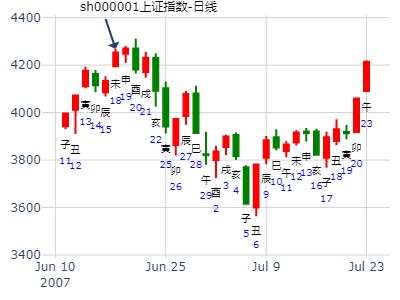 sh000001上证指数-日线
4400
4200
4000
3800
3600
3400
子
11
丑
12
寅
13
卯
14
辰
15
未
18
申
19
酉
20
戌
21
亥
22
寅
25
卯
26
辰
27
巳
28
午
29
酉
2
戌
3
亥
4
子
5
丑
6
辰
9
巳
10
午
11
未
12
申
13
亥
16
子
17
丑
18
寅
19
卯
20
午
23
Jun 10
2007
Jun 25
Jul 9
Jul 23